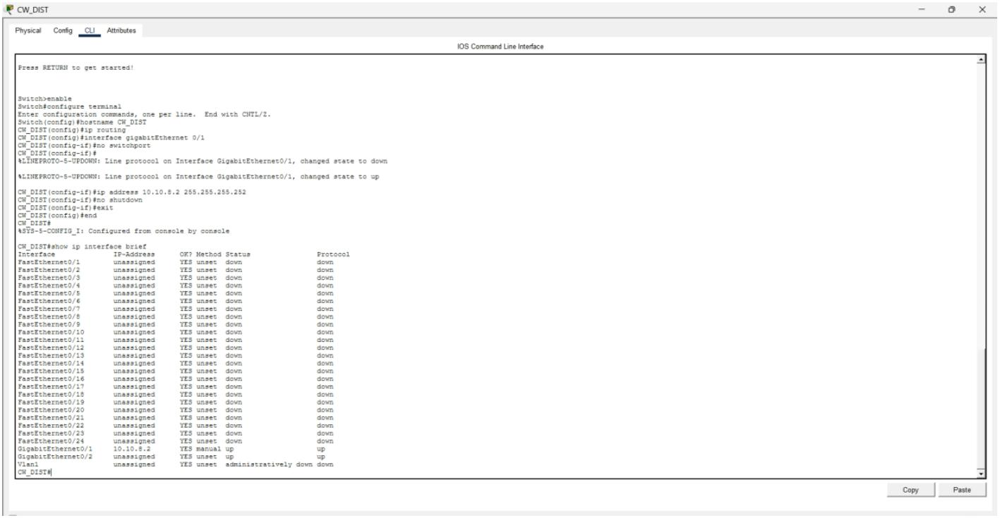 CW_DIST
Physical Config CLI Attributes
IOS Command Line Interface
Press RETURN to get started!
Switch>enable
Switch#configure terminal
Enter configuration commands, one per line. End with CNTL/Z.
Switch(config)#hostname CW_DIST
CW_DIST(config)#ip routing
CW_DIST(config)#interface gigabitEthernet 0/1
CW_DIST(config-if)#no switchport
CW_DIST(config-if)#
%LINEPROTO-5-UPDOWN: Line protocol on Interface GigabitEthernet0/1, changed state to down
%LINEPROTO-5-UPDOWN: Line protocol on Interface GigabitEthernet0/1, changed state to up
CW_DIST(config-if)#ip address 10.10.8.2 255.255.255.252
CW_DIST(config-if)#no shutdown
CW_DIST(config-if)#exit
CW_DIST(config)#end
CW_DIST#
%SYS-5-CONFIG_I: Configured from console by console
CW_DIST#show ip interface brief
Interface IP-Address OK? Method Status Protocol
FastEthernet0/1 unassigned YES unset down down
FastEthernet0/2 unassigned YES unset down down
FastEthernet0/3 unassigned YES unset down down
FastEthernet0/4 unassigned YES unset down down
FastEthernet0/5 unassigned YES unset down down
FastEthernet0/6 unassigned YES unset down down
FastEthernet0/7 unassigned YES unset down down
FastEthernet0/8 unassigned YES unset down down
FastEthernet0/9 unassigned YES unset down down
FastEthernet0/10 unassigned YES unset down down
FastEthernet0/11 unassigned YES unset down down
FastEthernet0/12 unassigned YES unset down down
FastEthernet0/13 unassigned YES unset down down
FastEthernet0/14 unassigned YES unset down down
FastEthernet0/15 unassigned YES unset down down
FastEthernet0/16 unassigned YES unset down down
FastEthernet0/17 unassigned YES unset down down
FastEthernet0/18 unassigned YES unset down down
FastEthernet0/19 unassigned YES unset down down
FastEthernet0/20 unassigned YES unset down down
FastEthernet0/21 unassigned YES unset down down
FastEthernet0/22 unassigned YES unset down down
FastEthernet0/23 unassigned YES unset down down
FastEthernet0/24 unassigned YES unset down down
GigabitEthernet0/1 10.10.8.2 YES manual up up
GigabitEthernet0/2 unassigned YES unset up up
Vlan1 unassigned YES unset administratively down down
CW_DIST#
Copy Paste